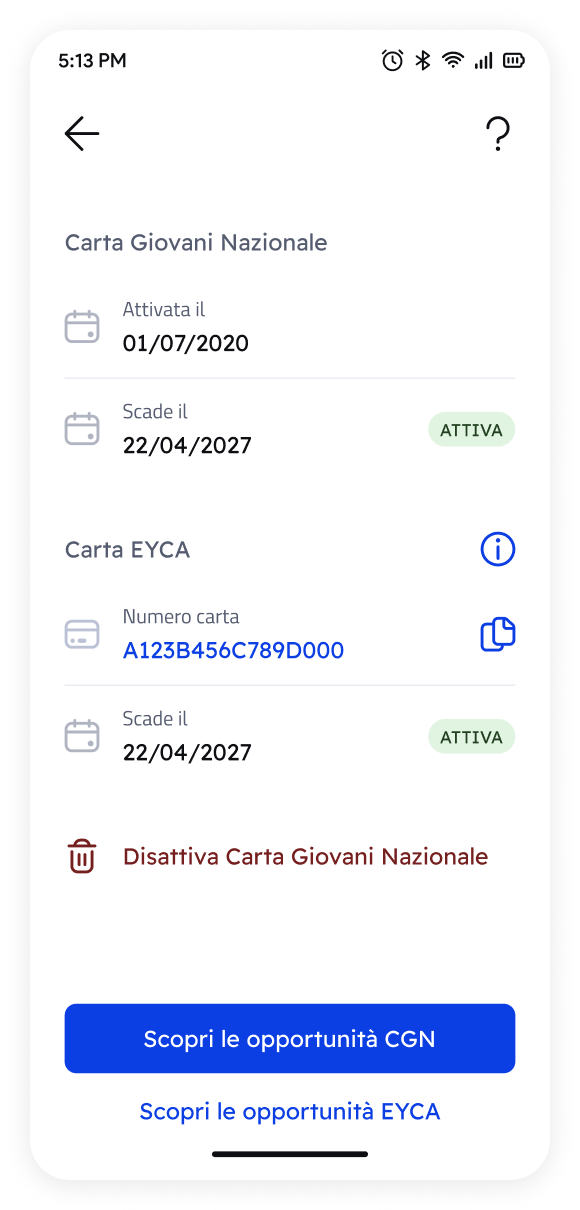 5:13 PM
Carta Giovani Nazionale
Attivata il
01/07/2020
Scade il
22/04/2027
ATTIVA
Carta EYCA
Numero carta
A123B456C789D000
Scade il
22/04/2027
ATTIVA
Disattiva Carta Giovani Nazionale
Scopri le opportunità CGN
Scopri le opportunità EYCA